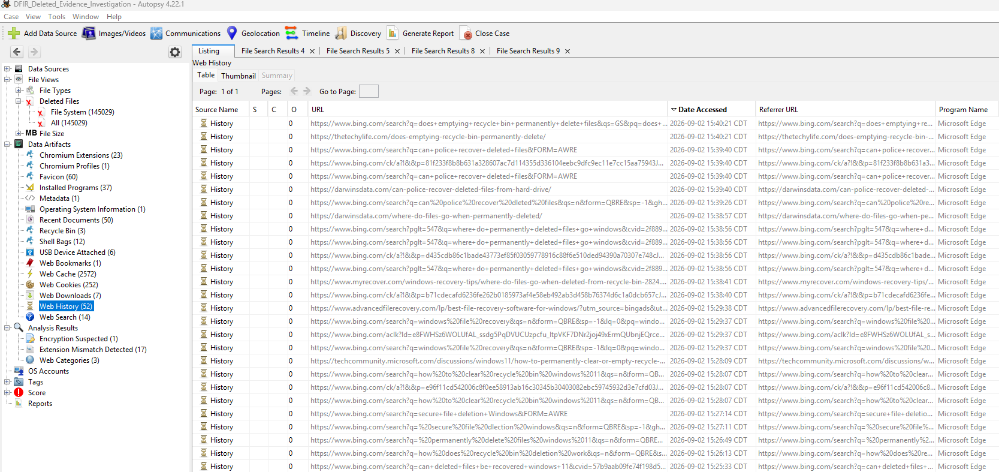 DFIR_Deleted_Evidence_Investigation - Autopsy 4.22.1
Case View Tools Window Help
Add Data Source Images/Videos Communications Geolocation Timeline Discovery Generate Report Close Case
Listing File Search Results 4 File Search Results 5 File Search Results 8 File Search Results 9
Web History
Table Thumbnail Summary
Page: 1 of 1 Pages: Go to Page:
Data Sources
File Views
File Types
Deleted Files
File System (145029)
All (145029)
MB File Size
Data Artifacts
Chromium Extensions (23)
Chromium Profiles (1)
Favicon (60)
Installed Programs (37)
Metadata (1)
Operating System Information (1)
Recent Documents (50)
Recycle Bin (3)
Shell Bags (12)
USB Device Attached (6)
Web Bookmarks (1)
Web Cache (2572)
Web Cookies (252)
Web Downloads (7)
Web History (52)
Web Search (14)
Analysis Results
Encryption Suspected (1)
Extension Mismatch Detected (17)
Web Categories (3)
OS Accounts
Tags
Score
Reports
Source Name S C O URL Date Accessed Referrer URL Program Name
History 0 https://www.bing.com/search?q=does+emptying+recycle+bin+permanently+delete+files&qs=GS&pq=does+... 2026-09-02 15:40:21 CDT https://www.bing.com/search?q=does+emptying+re... Microsoft Edge
History 0 https://thetechylife.com/does-emptying-recycle-bin-permanently-delete/ 2026-09-02 15:40:21 CDT https://thetechylife.com/does-emptying-recycle-bin-... Microsoft Edge
History 0 https://www.bing.com/search?q=can+police+recover+deleted+files&FORM=AWRE 2026-09-02 15:39:40 CDT https://www.bing.com/search?q=can+police+recover... Microsoft Edge
History 0 https://www.bing.com/ck/a?!&&p=81f233f8b8b631a328607ac7d114355d336104eebc9dfc9ec11e7cc15aa75943J... 2026-09-02 15:39:40 CDT https://www.bing.com/ck/a?!&&p=81f233f8b8b631a3... Microsoft Edge
History 0 https://www.bing.com/search?q=can+police+recover+deleted+files&FORM=AWRE 2026-09-02 15:39:40 CDT https://www.bing.com/search?q=can+police+recover... Microsoft Edge
History 0 https://darwinsdata.com/can-police-recover-deleted-files-from-hard-drive/ 2026-09-02 15:39:40 CDT https://darwinsdata.com/can-police-recover-deleted-... Microsoft Edge
History 0 https://www.bing.com/search?q=can%20police%20recover%20dleted%20files&qs=n&form=QBRE&sp=-1&gh... 2026-09-02 15:39:26 CDT https://www.bing.com/search?q=can%20police%20re... Microsoft Edge
History 0 https://darwinsdata.com/where-do-files-go-when-permanently-deleted/ 2026-09-02 15:38:57 CDT https://darwinsdata.com/where-do-files-go-when-pe... Microsoft Edge
History 0 https://www.bing.com/search?pglt=547&q=where+do+permanently+deleted+files+go+windows&cvid=2f889... 2026-09-02 15:38:56 CDT https://www.bing.com/search?pglt=547&q=where+d... Microsoft Edge
History 0 https://www.bing.com/search?pglt=547&q=where+do+permanently+deleted+files+go+windows&cvid=2f889... 2026-09-02 15:38:56 CDT https://www.bing.com/search?pglt=547&q=where+d... Microsoft Edge
History 0 https://www.bing.com/ck/a?!&&p=d435cdb86c1bade43773ef85f03059778916c88f6e510ded94390a70307e748cJ... 2026-09-02 15:38:56 CDT https://www.bing.com/ck/a?!&&p=d435cdb86c1bade... Microsoft Edge
History 0 https://www.bing.com/search?pglt=547&q=where+do+permanently+deleted+files+go+windows&cvid=2f889... 2026-09-02 15:38:56 CDT https://www.bing.com/search?pglt=547&q=where+d... Microsoft Edge
History 0 https://www.myrecover.com/windows-recovery-tips/where-do-files-go-when-deleted-from-recycle-bin-2824... 2026-09-02 15:38:41 CDT https://www.myrecover.com/windows-recovery-tips/... Microsoft Edge
History 0 https://www.bing.com/ck/a?!&&p=b71cdecafd6236fe262b0185973af4e58eb492ab3d458b76374d6c1a0dcb657cJ... 2026-09-02 15:38:40 CDT https://www.bing.com/ck/a?!&&p=b71cdecafd6236fe... Microsoft Edge
History 0 https://www.advancedfilerecovery.com/lp/best-file-recovery-software-for-windows/?utm_source=bingads&ut... 2026-09-02 15:29:38 CDT https://www.advancedfilerecovery.com/lp/best-file-re... Microsoft Edge
History 0 https://www.bing.com/search?q=windows%20file%20recovery&qs=n&form=QBRE&sp=-1&lq=0&pq=window... 2026-09-02 15:29:37 CDT https://www.bing.com/search?q=windows%20file%20... Microsoft Edge
History 0 https://www.bing.com/aclk?ld=e8FWHSz6WOLUfAL_ssdg5PqDVUCUzpcfu_ltpVKF7DNr2joj49xErmQUbnjEQrce... 2026-09-02 15:29:37 CDT https://www.bing.com/aclk?ld=e8FWHSz6WOLUfAL_s... Microsoft Edge
History 0 https://www.bing.com/search?q=windows%20file%20recovery&qs=n&form=QBRE&sp=-1&lq=0&pq=windo... 2026-09-02 15:29:37 CDT https://www.bing.com/search?q=windows%20file%20... Microsoft Edge
History 0 https://techcommunity.microsoft.com/discussions/windows11/how-to-permanently-clear-or-empty-recycle-... 2026-09-02 15:28:09 CDT https://techcommunity.microsoft.com/discussions/w... Microsoft Edge
History 0 https://www.bing.com/search?q=how%20to%20clear%20recycle%20bin%20windows%2011&qs=n&form=QB... 2026-09-02 15:28:07 CDT https://www.bing.com/search?q=how%20to%20clear... Microsoft Edge
History 0 https://www.bing.com/ck/a?!&&p=e96f11cd542006c8f0ee58913ab16c30345b30403082ebc59745932d3e7cfd03J... 2026-09-02 15:28:07 CDT https://www.bing.com/ck/a?!&&p=e96f11cd542006c8... Microsoft Edge
History 0 https://www.bing.com/search?q=how%20to%20clear%20recycle%20bin%20windows%2011&qs=n&form=QB... 2026-09-02 15:28:07 CDT https://www.bing.com/search?q=how%20to%20clear... Microsoft Edge
History 0 https://www.bing.com/search?q=secure+file+deletion+Windows&FORM=AWRE 2026-09-02 15:27:14 CDT https://www.bing.com/search?q=secure+file+deletio... Microsoft Edge
History 0 https://www.bing.com/search?q=%20secure%20file%20dlection%20windows&qs=n&form=QBRE&sp=-1&ghc... 2026-09-02 15:27:11 CDT https://www.bing.com/search?q=%20secure%20file%... Microsoft Edge
History 0 https://www.bing.com/search?q=%20permanently%20delete%20files%20windows%2011&qs=n&form=QBRE... 2026-09-02 15:26:49 CDT https://www.bing.com/search?q=%20permanently%2... Microsoft Edge
History 0 https://www.bing.com/search?q=how%20does%20recycle%20bin%20deletion%20work&qs=n&form=QBRE&s... 2026-09-02 15:26:13 CDT https://www.bing.com/search?q=how%20does%20re... Microsoft Edge
History 0 https://www.bing.com/search?q=can+deleted+files+be+recovered+windows+11&cvid=57b9aab09fe74f198d5... 2026-09-02 15:25:33 CDT https://www.bing.com/search?q=can+deleted+files+... Microsoft Edge